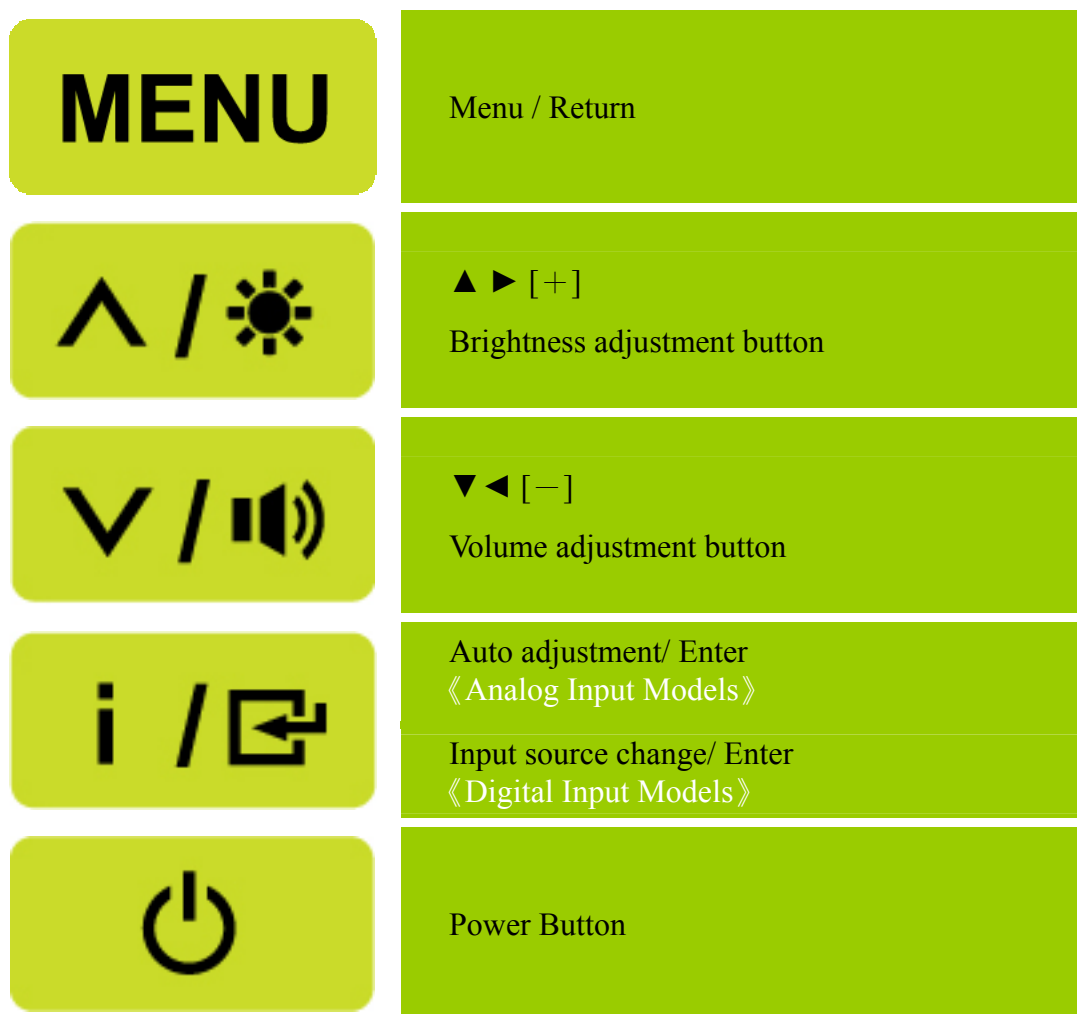 MENU
Menu / Return
∧ /
▲ ► [+]
Brightness adjustment button
∨ /
▼◄ [−]
Volume adjustment button
i /
Auto adjustment/ Enter
《Analog Input Models》
Input source change/ Enter
《Digital Input Models》
Power Button